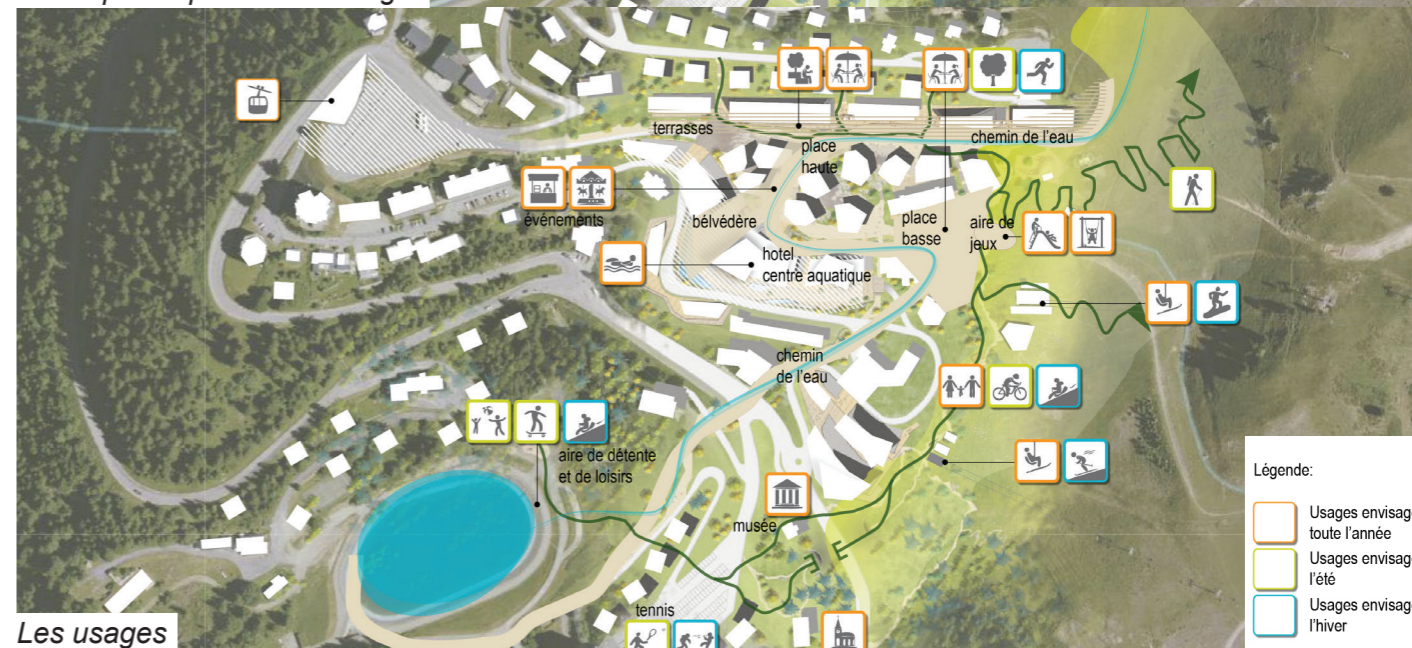 terrasses
place
haute
chemin de l'eau
événements
bélvédère
place
basse
aire de
jeux
hotel
centre aquatique
chemin
de l'eau
aire de détente
et de loisirs
musée
tennis
Légende:
Usages envisag
toute l'année
Usages envisage
l'été
Usages envisag
l'hiver
Les usages